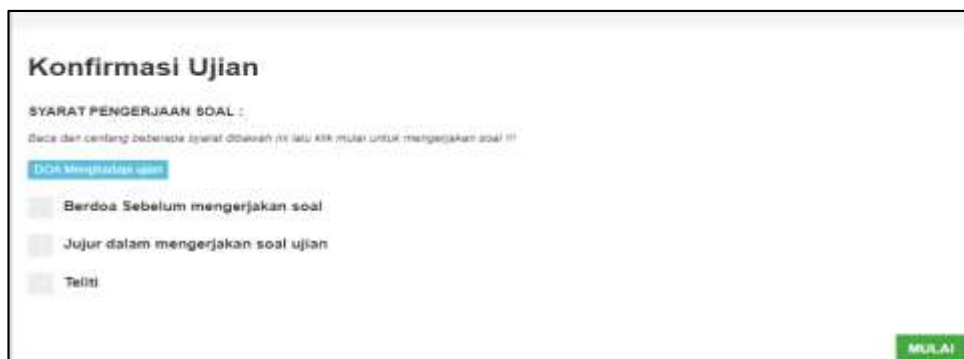 Konfirmasi Ujian
SYARAT PENGERJAAN SOAL :
Baca dan centang beberapa syarat dibawah ini lalu klik mulai untuk mengerjakan soal !!!
DOA Menghadapi ujian
Berdoa Sebelum mengerjakan soal
Jujur dalam mengerjakan soal ujian
Teliti
MULAI